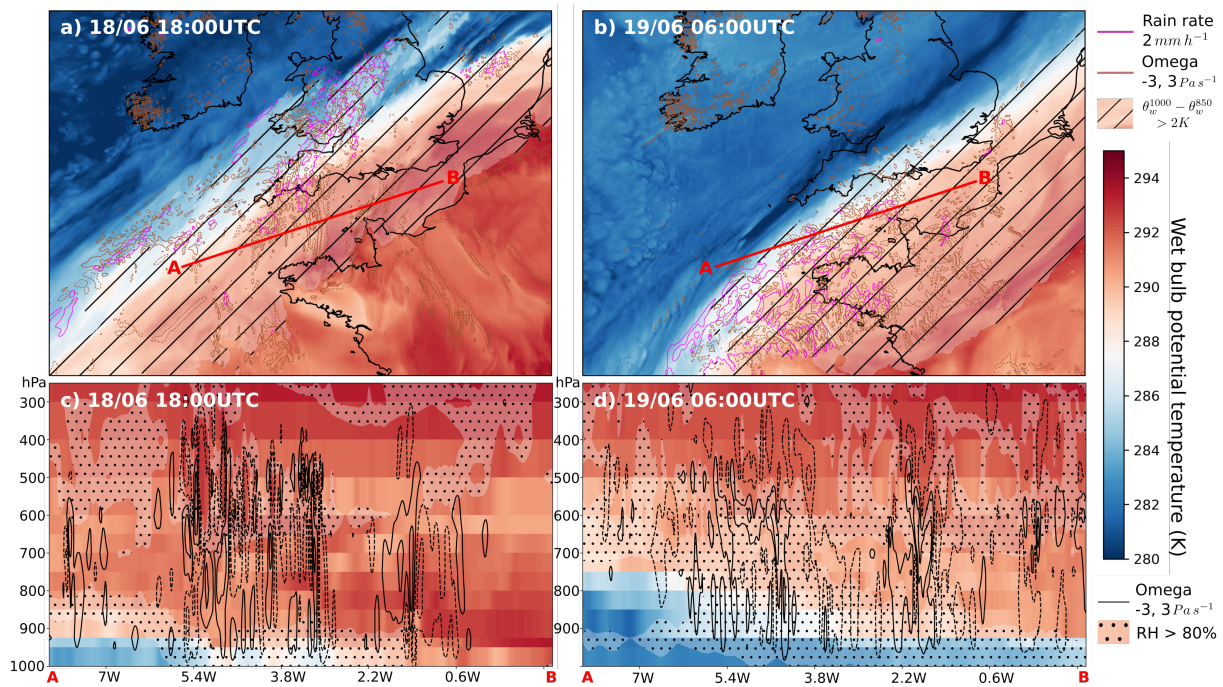 a) 18/06 18:00UTC
A
B
b) 19/06 06:00UTC
A
B
Rain rate
2 mm h⁻¹
Omega
-3, 3 Pa s⁻¹
θ_w^1000 − θ_w^850
> 2K
294
292
290
288
286
284
282
280
Wet bulb potential temperature (K)
hPa
c) 18/06 18:00UTC
300
400
500
600
700
800
900
1000
A
7W
5.4W
3.8W
2.2W
0.6W
B
hPa
d) 19/06 06:00UTC
300
400
500
600
700
800
900
1000
A
7W
5.4W
3.8W
2.2W
0.6W
B
Omega
-3, 3 Pa s⁻¹
RH > 80%